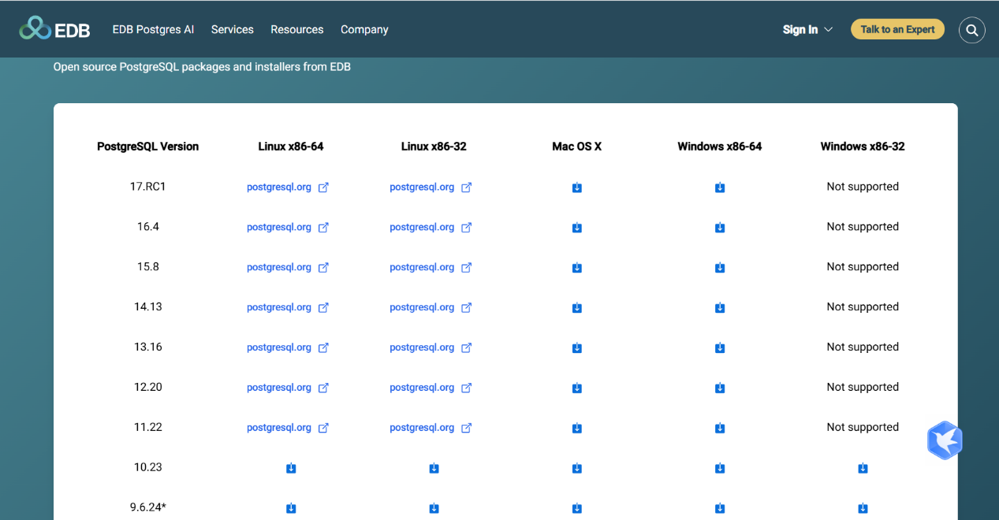 EDB EDB Postgres AI Services Resources Company Sign In Talk to an Expert
Open source PostgreSQL packages and installers from EDB
PostgreSQL Version Linux x86-64 Linux x86-32 Mac OS X Windows x86-64 Windows x86-32
17.RC1 postgresql.org postgresql.org Not supported
16.4 postgresql.org postgresql.org Not supported
15.8 postgresql.org postgresql.org Not supported
14.13 postgresql.org postgresql.org Not supported
13.16 postgresql.org postgresql.org Not supported
12.20 postgresql.org postgresql.org Not supported
11.22 postgresql.org postgresql.org Not supported
10.23
9.6.24*